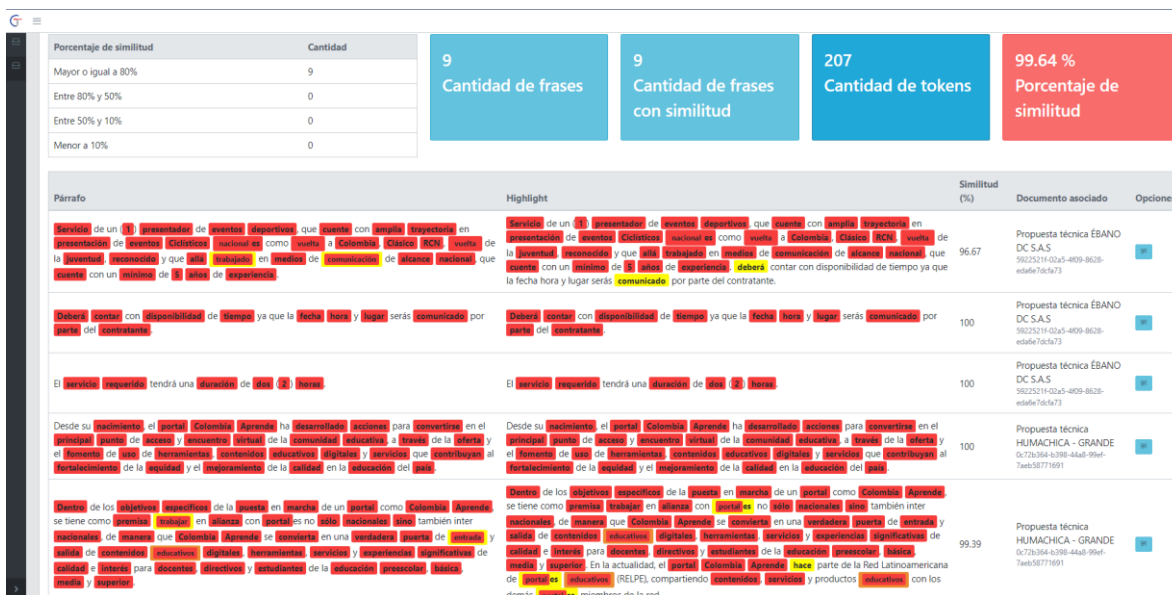 Porcentaje de similitud Cantidad
Mayor o igual a 80% 9
Entre 80% y 50% 0
Entre 50% y 10% 0
Menor a 10% 0
9
Cantidad de frases
9
Cantidad de frases
con similitud
207
Cantidad de tokens
99.64 %
Porcentaje de
similitud
Párrafo Highlight Similitud (%) Documento asociado Opcione
Servicio de un (1) presentador de eventos deportivos, que cuente con amplia trayectoria en
presentación de eventos Ciclísticos nacional es como vuelta a Colombia, Clásico RCN, vuelta de
la juventud, reconocido y que allá trabajado en medios de comunicación de alcance nacional, que
cuente con un mínimo de 5 años de experiencia.
Servicio de un (1) presentador de eventos deportivos, que cuente con amplia trayectoria en
presentación de eventos Ciclísticos nacional es como vuelta a Colombia, Clásico RCN, vuelta de
la juventud, reconocido y que allá trabajado en medios de comunicación de alcance nacional, que
cuente con un mínimo de 5 años de experiencia, deberá contar con disponibilidad de tiempo ya que
la fecha hora y lugar serás comunicado por parte del contratante.
96.67
Propuesta técnica ÉBANO
DC S.A.S
5922521f-02a5-4f09-8628-
eda6e7dcfa73
Deberá contar con disponibilidad de tiempo ya que la fecha hora y lugar serás comunicado por
parte del contratante.
Deberá contar con disponibilidad de tiempo ya que la fecha hora y lugar serás comunicado por
parte del contratante.
100
Propuesta técnica ÉBANO
DC S.A.S
5922521f-02a5-4f09-8628-
eda6e7dcfa73
El servicio requerido tendrá una duración de dos (2) horas.
El servicio requerido tendrá una duración de dos (2) horas.
100
Propuesta técnica ÉBANO
DC S.A.S
5922521f-02a5-4f09-8628-
eda6e7dcfa73
Desde su nacimiento, el portal Colombia Aprende ha desarrollado acciones para convertirse en el
principal punto de acceso y encuentro virtual de la comunidad educativa, a través de la oferta y
el fomento de uso de herramientas, contenidos educativos digitales y servicios que contribuyan al
fortalecimiento de la equidad y el mejoramiento de la calidad en la educación del país.
Desde su nacimiento, el portal Colombia Aprende ha desarrollado acciones para convertirse en el
principal punto de acceso y encuentro virtual de la comunidad educativa, a través de la oferta y
el fomento de uso de herramientas, contenidos educativos digitales y servicios que contribuyan al
fortalecimiento de la equidad y el mejoramiento de la calidad en la educación del país.
100
Propuesta técnica
HUMACHICA - GRANDE
0c72b364-b398-44a8-99ef-
7aeb58771691
Dentro de los objetivos específicos de la puesta en marcha de un portal como Colombia Aprende,
se tiene como premisa trabajar en alianza con portal es no sólo nacionales sino también inter
nacionales, de manera que Colombia Aprende se convierta en una verdadera puerta de entrada y
salida de contenidos educativos digitales, herramientas, servicios y experiencias significativas de
calidad e interés para docentes, directivos y estudiantes de la educación preescolar, básica,
media y superior.
Dentro de los objetivos específicos de la puesta en marcha de un portal como Colombia Aprende,
se tiene como premisa trabajar en alianza con portal es no sólo nacionales sino también inter
nacionales, de manera que Colombia Aprende se convierta en una verdadera puerta de entrada y
salida de contenidos educativos digitales, herramientas, servicios y experiencias significativas de
calidad e interés para docentes, directivos y estudiantes de la educación preescolar, básica,
media y superior. En la actualidad, el portal Colombia Aprende hace parte de la Red Latinoamericana
de portal es educativos (RELPE), compartiendo contenidos, servicios y productos educativos con los
demás portal es miembros de la red.
99.39
Propuesta técnica
HUMACHICA - GRANDE
0c72b364-b398-44a8-99ef-
7aeb58771691